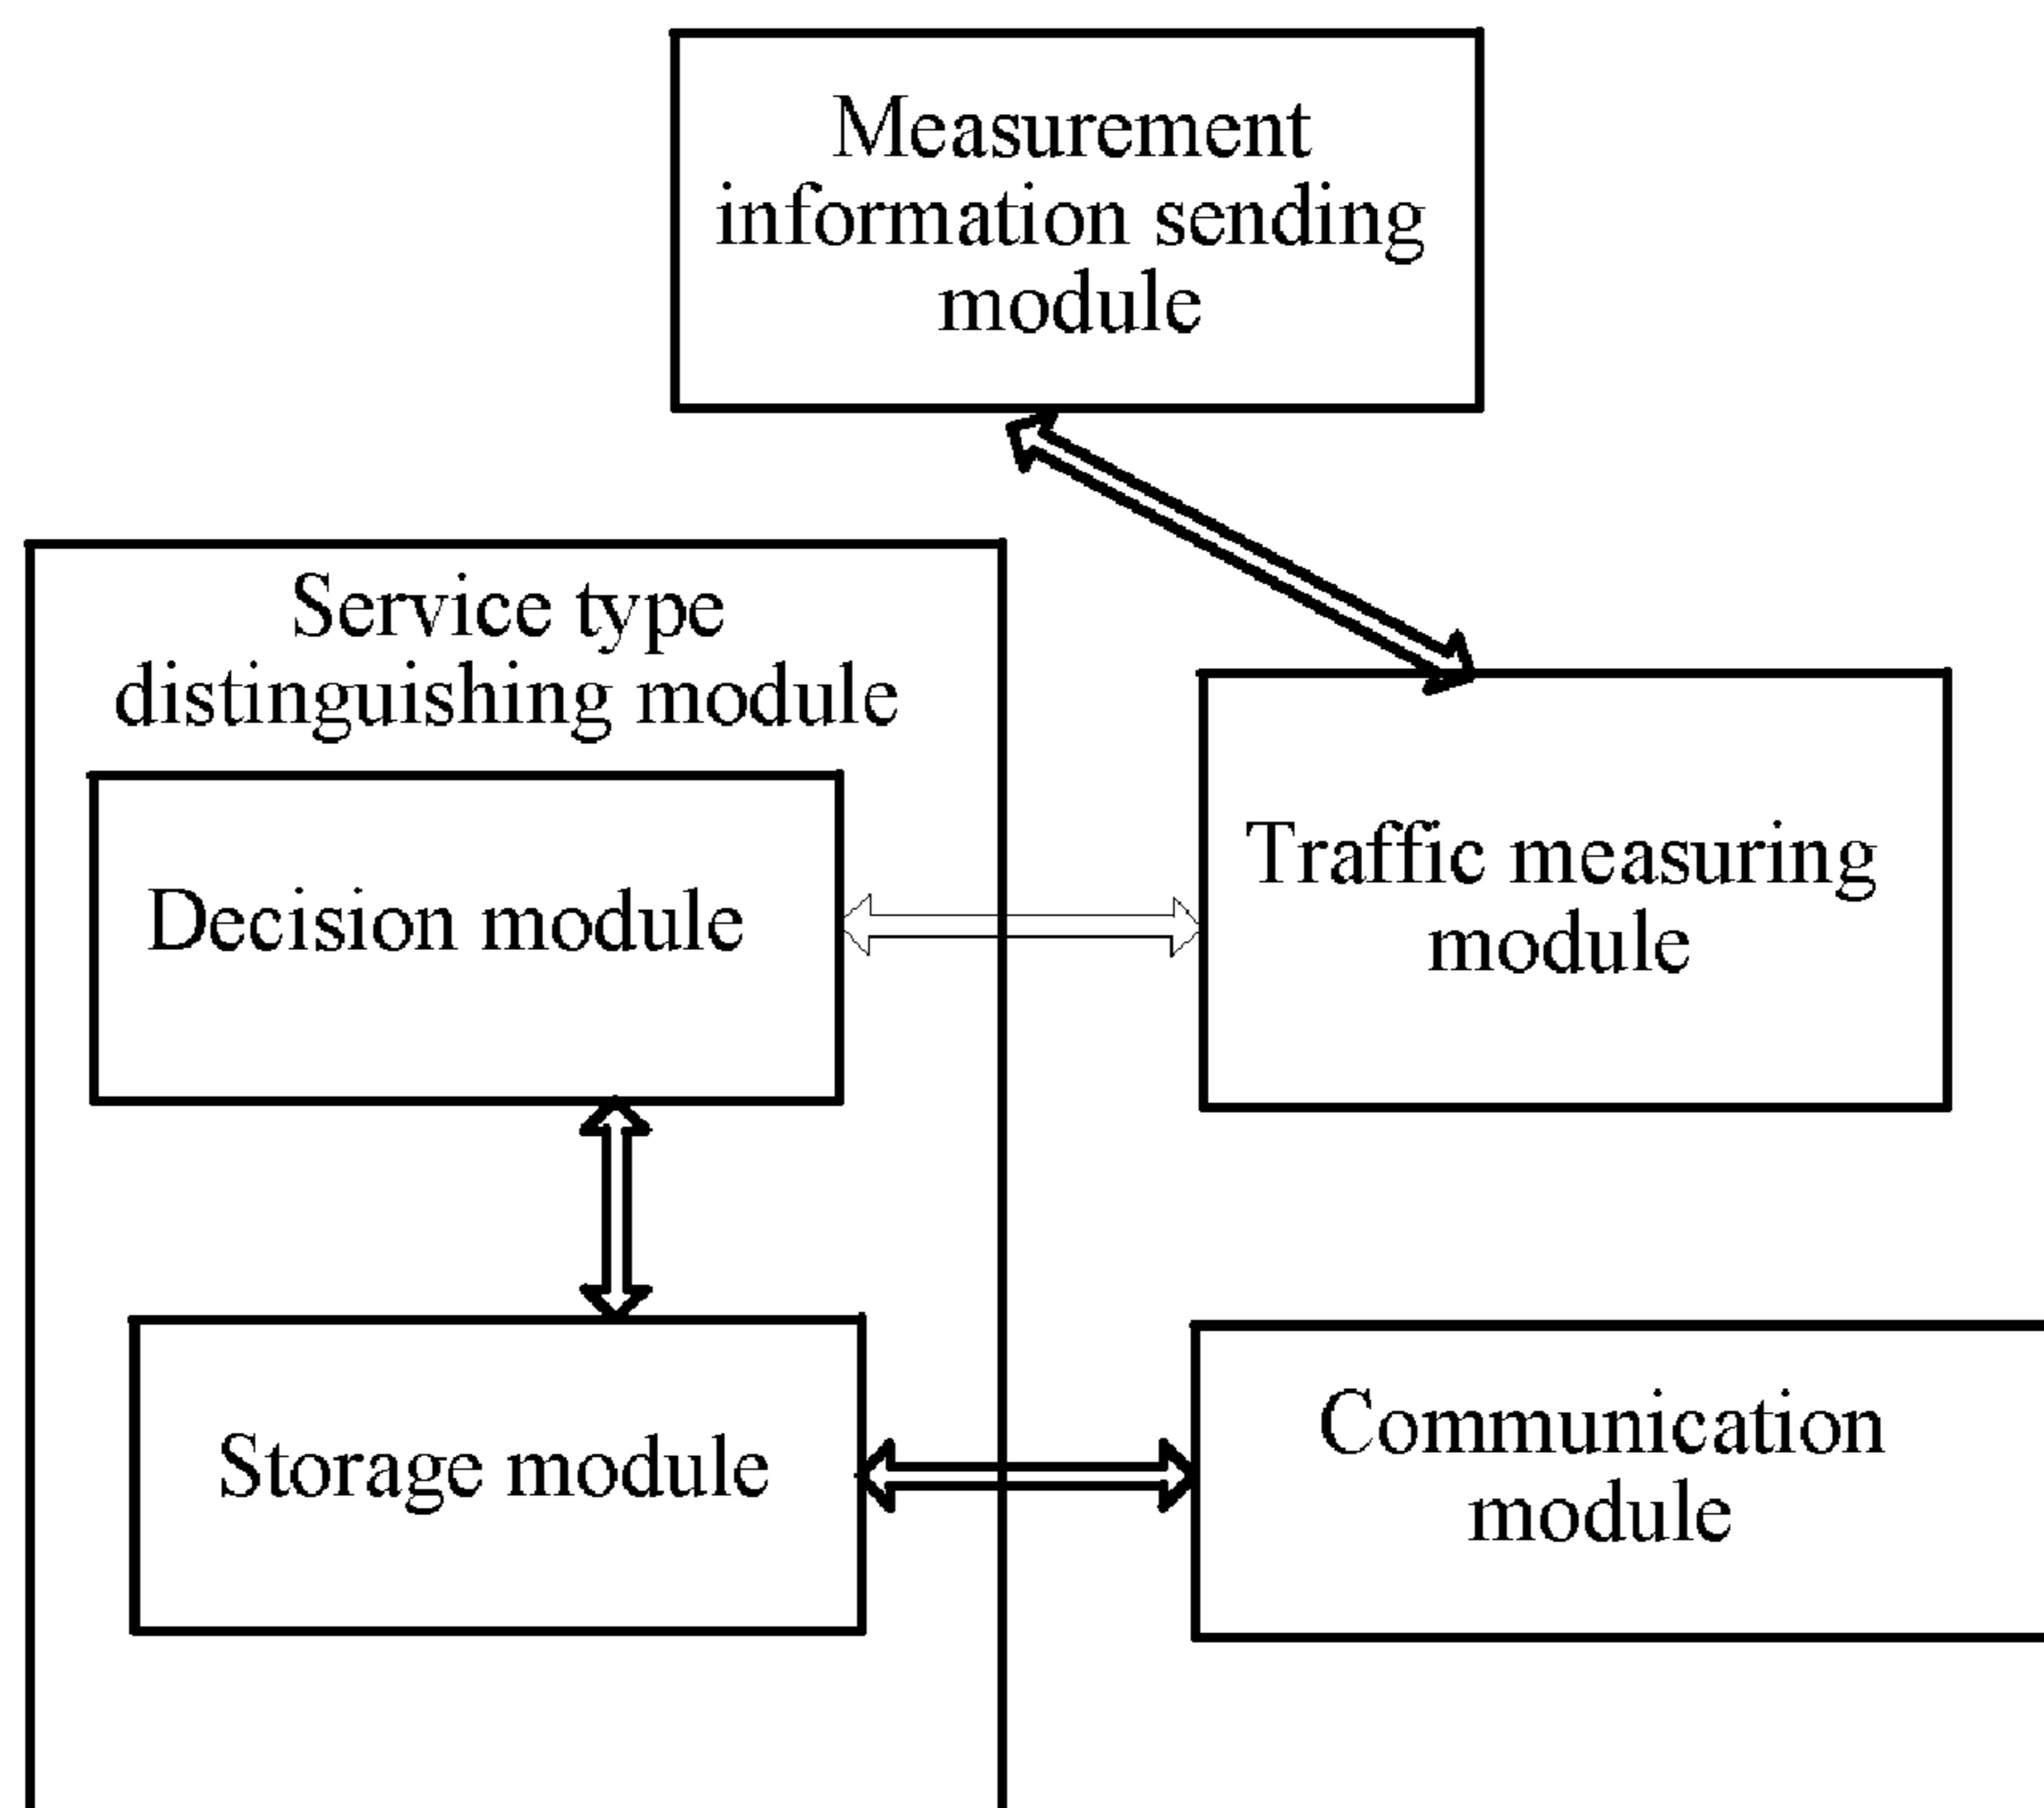 Measurement
information sending
module
Service type
distinguishing module
Decision module
Traffic measuring
module
Storage module
Communication
module